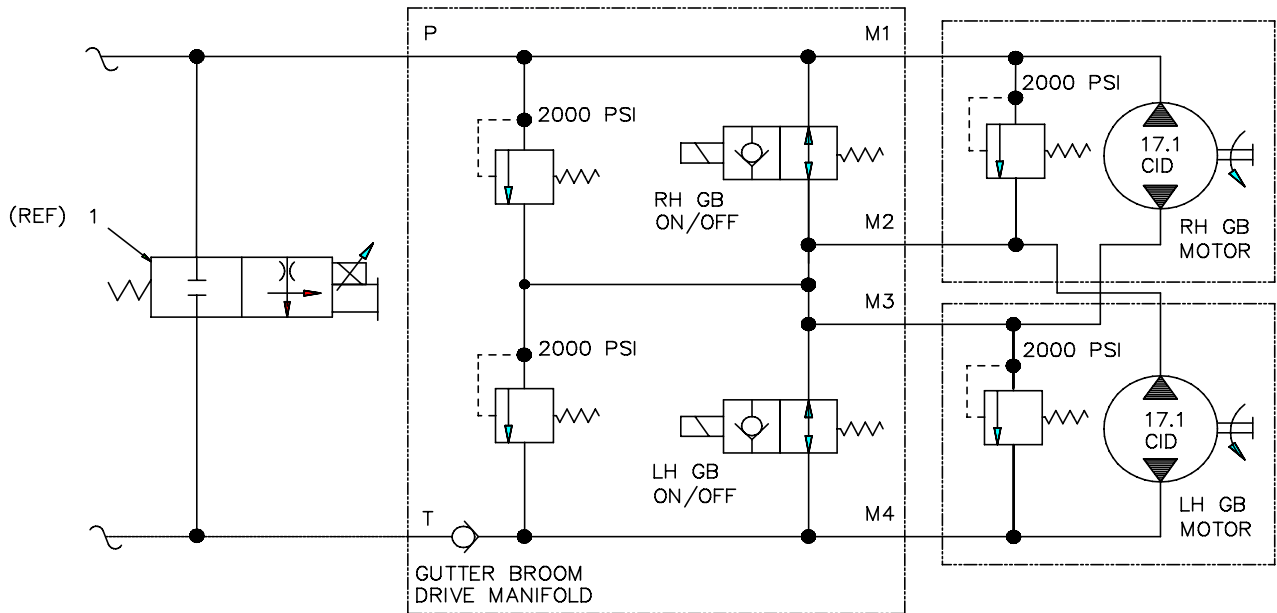 P
M1
2000 PSI
2000 PSI
17.1
CID
RH GB
ON/OFF
(REF) 1
M2
RH GB
MOTOR
M3
2000 PSI
2000 PSI
17.1
CID
LH GB
ON/OFF
T
M4
LH GB
MOTOR
GUTTER BROOM
DRIVE MANIFOLD